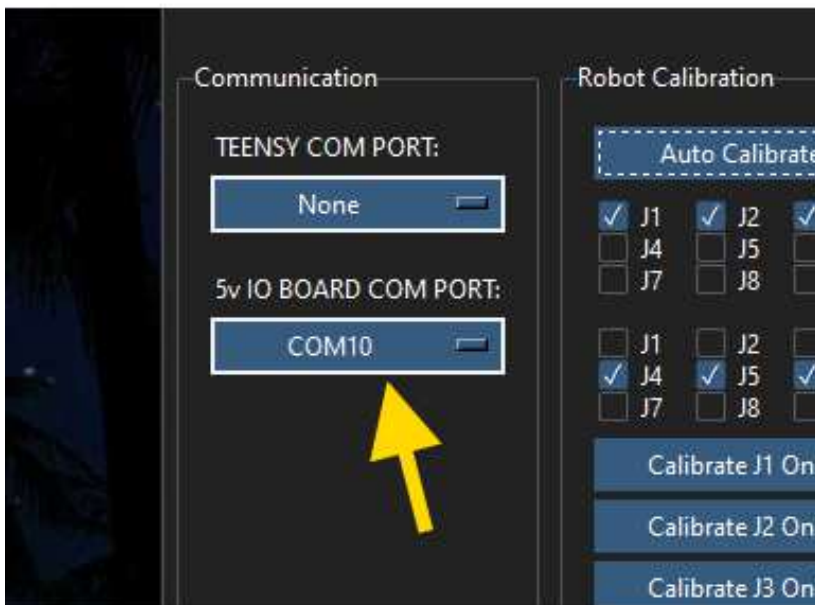 Communication
TEENSY COM PORT:
None
5v IO BOARD COM PORT:
COM10
Robot Calibration
Auto Calibrate
J1 J2
J4 J5
J7 J8
J1 J2
J4 J5
J7 J8
Calibrate J1 On
Calibrate J2 On
Calibrate J3 On